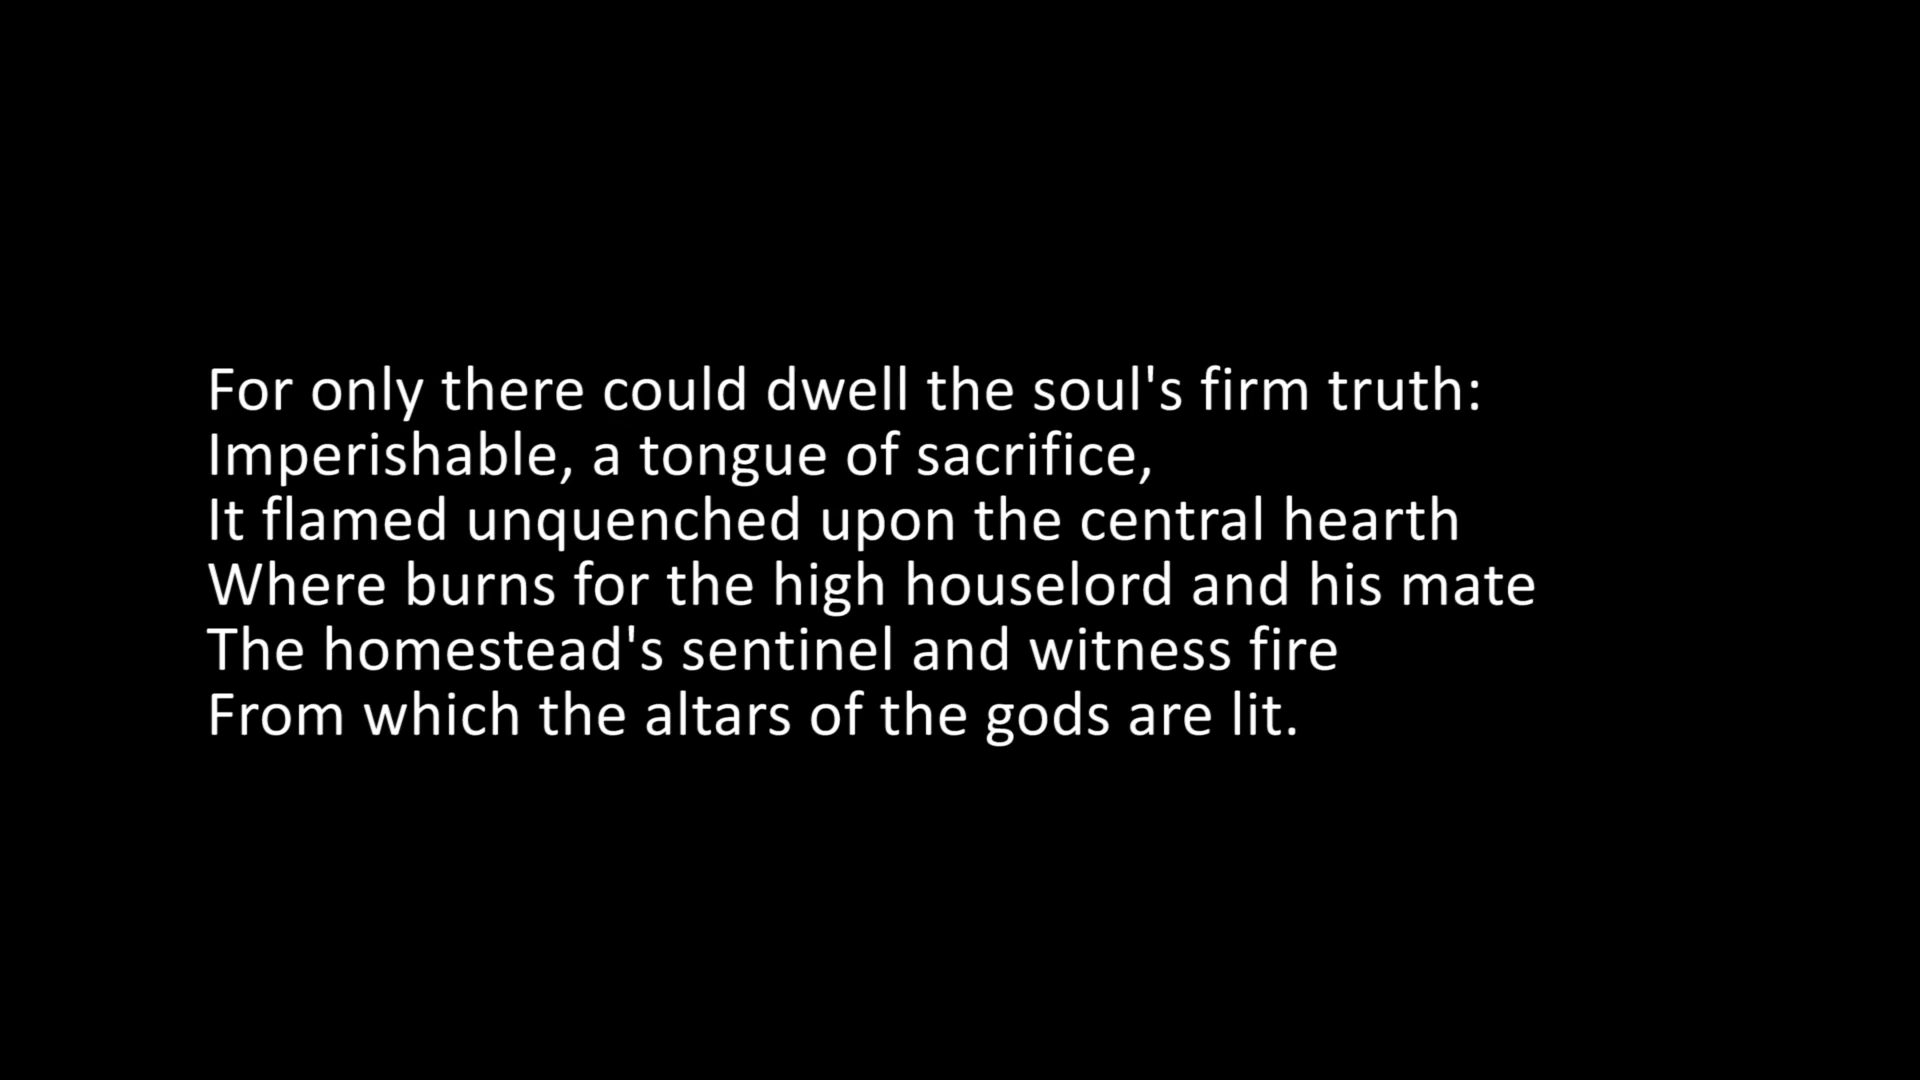 For only there could dwell the soul's firm truth:
Imperishable, a tongue of sacrifice,
It flamed unquenched upon the central hearth
Where burns for the high houselord and his mate
The homestead's sentinel and witness fire
From which the altars of the gods are lit.